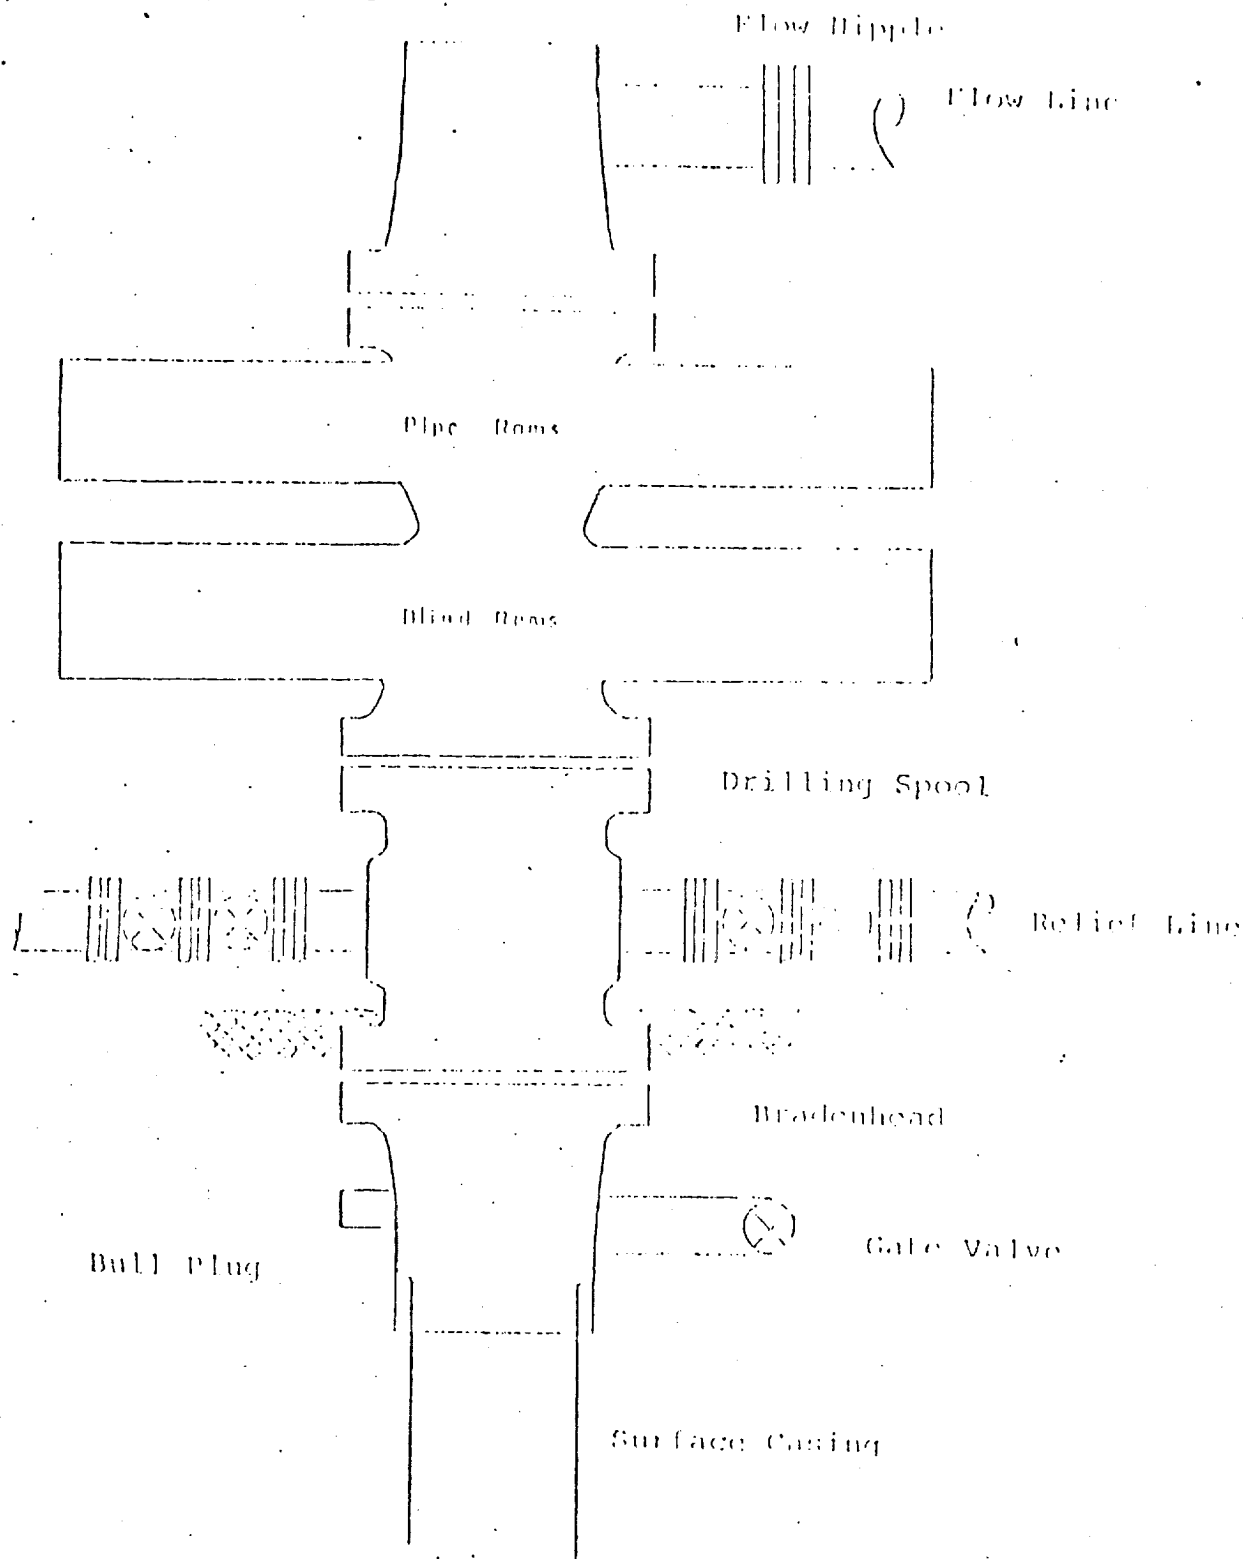 Flow Nipple
Flow Line
Pipe Rams
Blind Rams
Drilling Spool
Relief Line
Bradenhead
Gate Valve
Bull Plug
Surface Casing